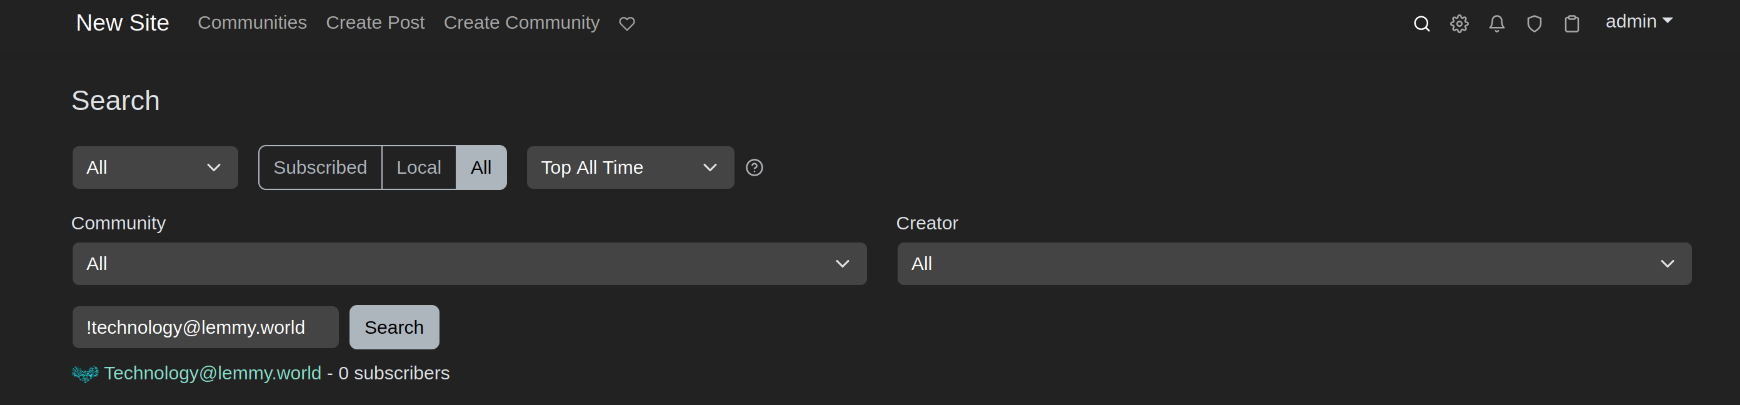 New Site Communities Create Post Create Community admin
Search
All Subscribed Local All Top All Time
Community Creator
All All
!technology@lemmy.world Search
Technology@lemmy.world - 0 subscribers